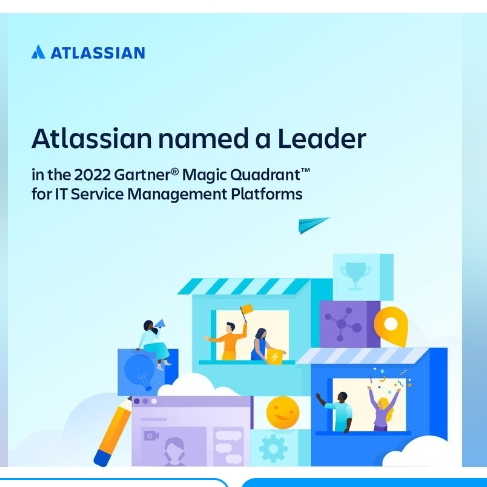 ATLASSIAN
Atlassian named a Leader
in the 2022 Gartner® Magic Quadrant™
for IT Service Management Platforms